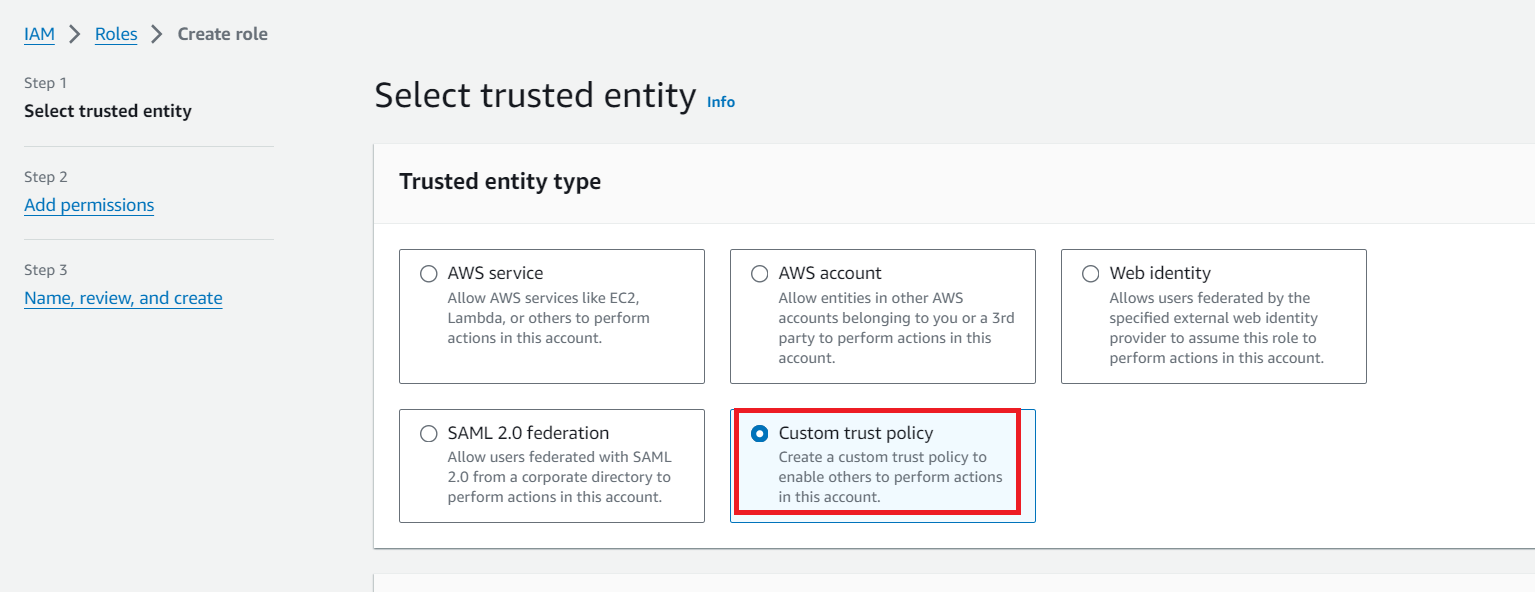 IAM > Roles > Create role
Step 1
Select trusted entity
Step 2
Add permissions
Step 3
Name, review, and create
Select trusted entity Info
Trusted entity type
AWS service
Allow AWS services like EC2,
Lambda, or others to perform
actions in this account.
AWS account
Allow entities in other AWS
accounts belonging to you or a 3rd
party to perform actions in this
account.
Web identity
Allows users federated by the
specified external web identity
provider to assume this role to
perform actions in this account.
SAML 2.0 federation
Allow users federated with SAML
2.0 from a corporate directory to
perform actions in this account.
Custom trust policy
Create a custom trust policy to
enable others to perform actions
in this account.